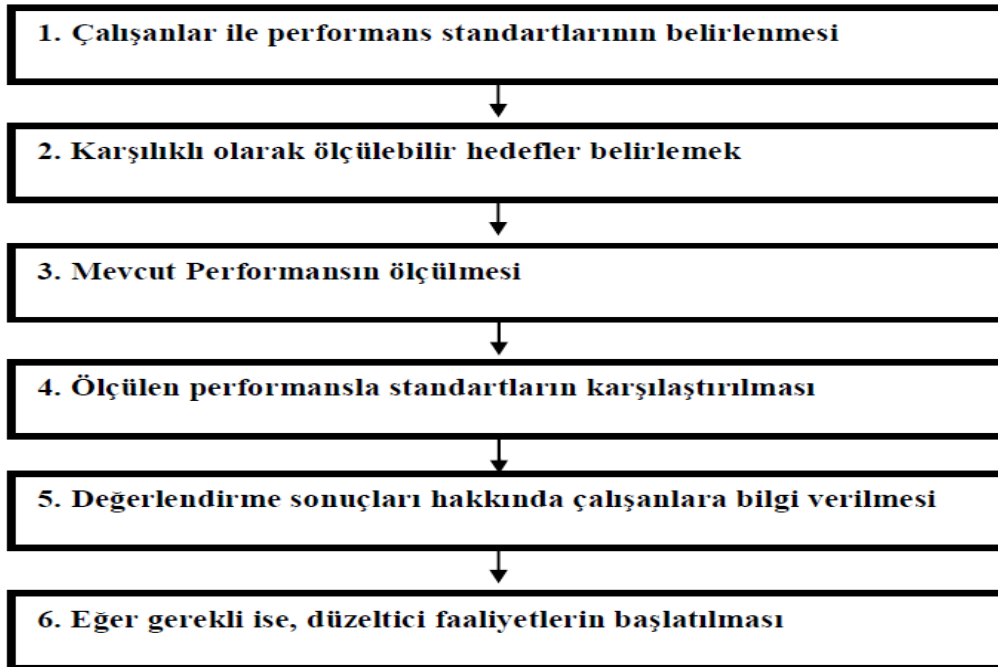 1. Çalışanlar ile performans standartlarının belirlenmesi
2. Karşılıklı olarak ölçülebilir hedefler belirlemek
3. Mevcut Performansın ölçülmesi
4. Ölçülen performansla standartların karşılaştırılması
5. Değerlendirme sonuçları hakkında çalışanlara bilgi verilmesi
6. Eğer gerekli ise, düzeltici faaliyetlerin başlatılması